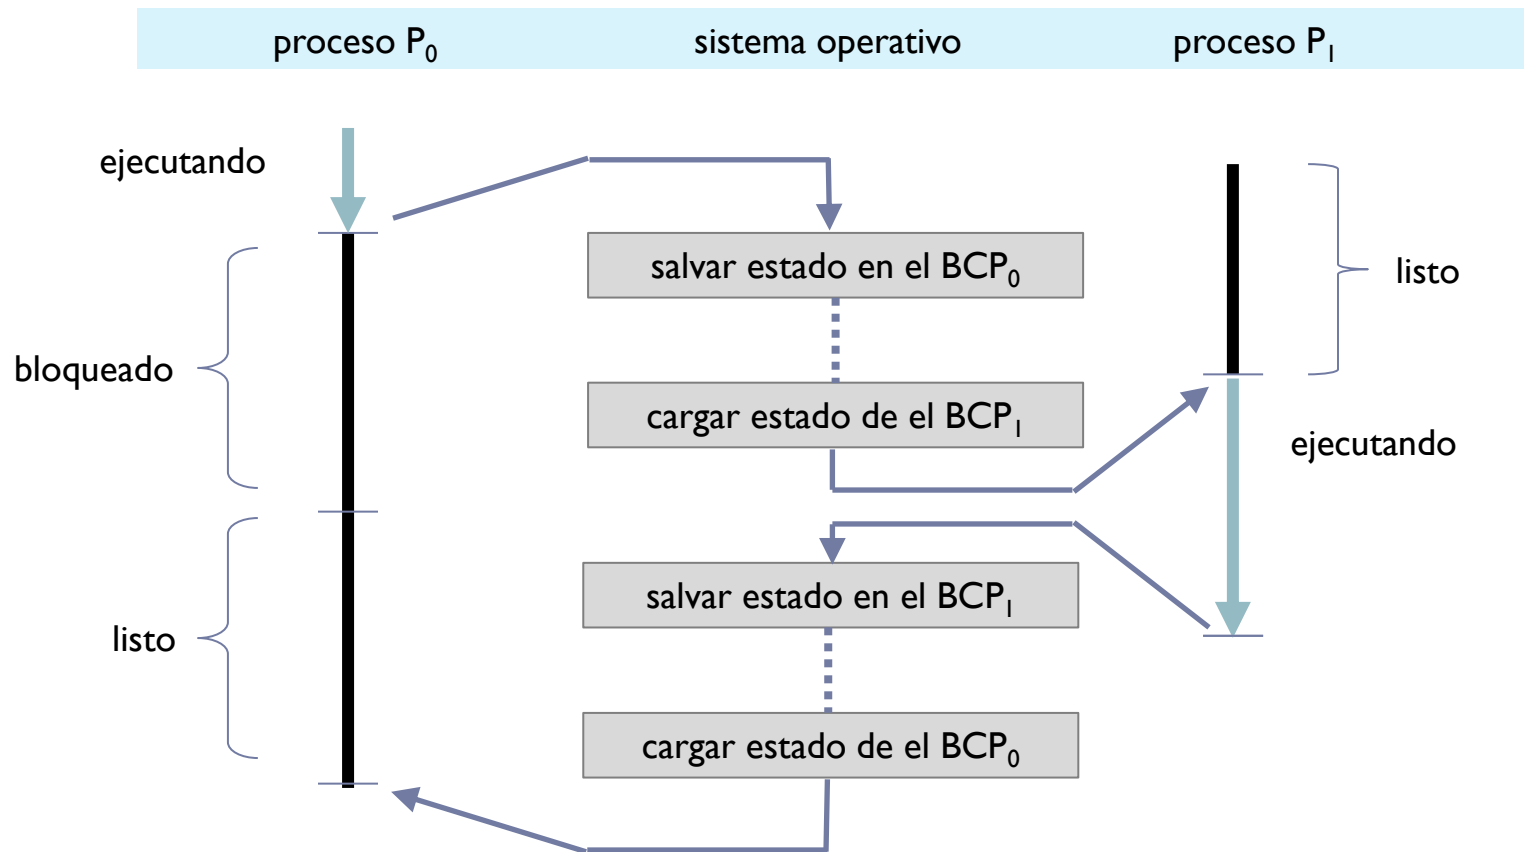 proceso P₀ sistema operativo proceso P₁
ejecutando
salvar estado en el BCP₀
listo
bloqueado
cargar estado de el BCP₁
ejecutando
salvar estado en el BCP₁
listo
cargar estado de el BCP₀